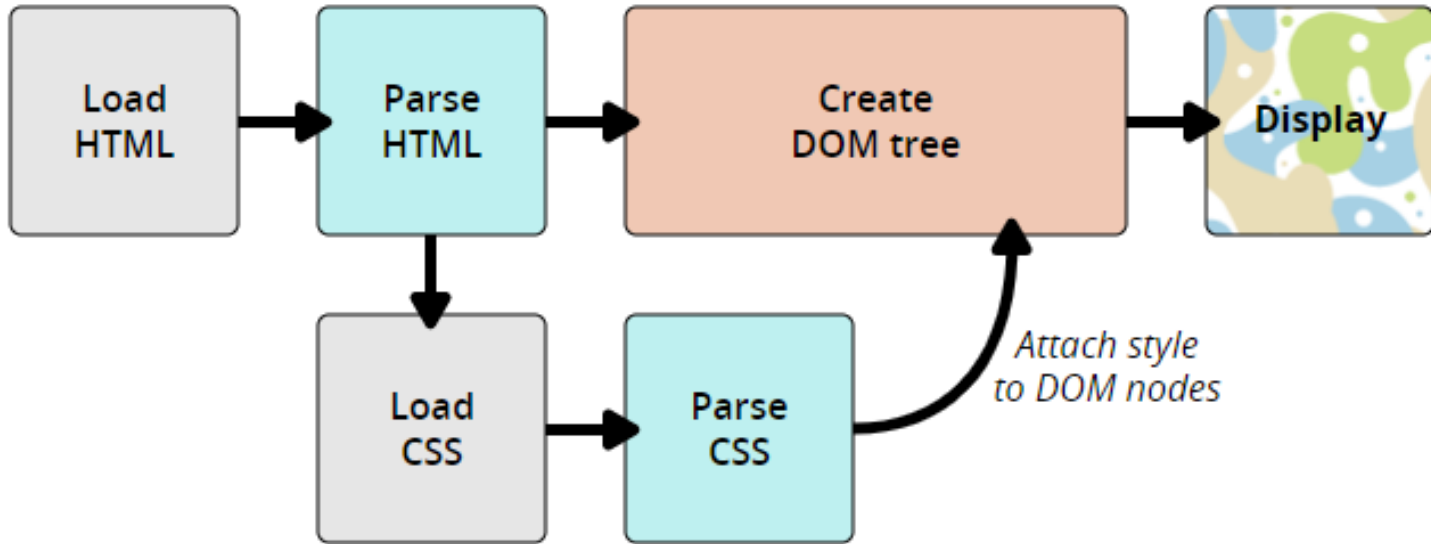 Load
HTML
Parse
HTML
Create
DOM tree
Display
Load
CSS
Parse
CSS
Attach style
to DOM nodes